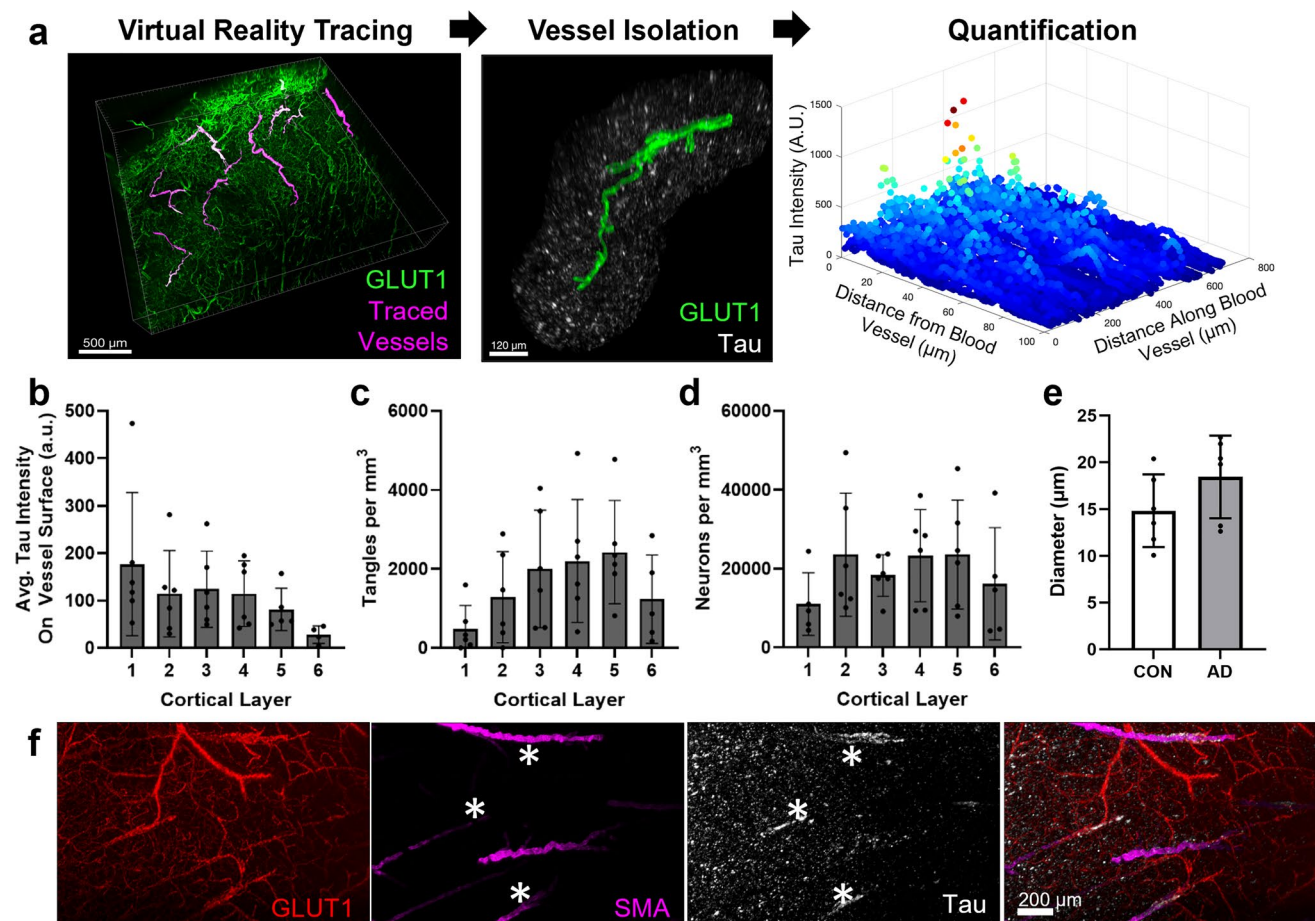 a
Virtual Reality Tracing
Vessel Isolation
Quantification
GLUT1
Traced
Vessels
500 µm
GLUT1
Tau
120 µm
Tau Intensity (A.U.)
1500
1000
500
0
0
20
40
60
80
100
Distance from Blood
Vessel (µm)
0
200
400
600
800
Distance Along Blood
Vessel (µm)
b
Avg. Tau Intensity
On Vessel Surface (a.u.)
500
400
300
200
100
0
1 2 3 4 5 6
Cortical Layer
c
Tangles per mm³
6000
4000
2000
0
1 2 3 4 5 6
Cortical Layer
d
Neurons per mm³
60000
40000
20000
0
1 2 3 4 5 6
Cortical Layer
e
Diameter (µm)
25
20
15
10
5
0
CON AD
f
GLUT1
*
*
*
SMA
*
*
*
Tau
200 µm